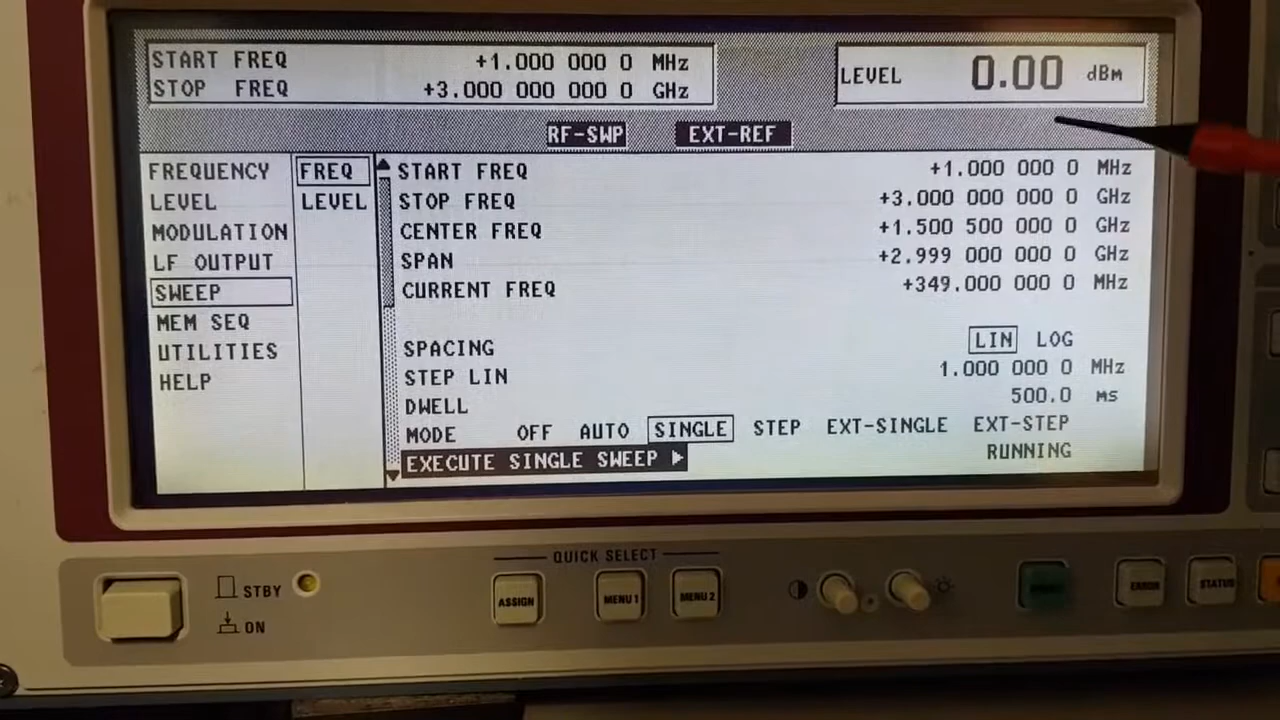 START FREQ +1.000 000 0 MHz
STOP FREQ +3.000 000 000 0 GHz
LEVEL 0.00 dBm
RF-SWP EXT-REF
FREQUENCY
LEVEL
MODULATION
LF OUTPUT
SWEEP
MEM SEQ
UTILITIES
HELP
FREQ
LEVEL
START FREQ +1.000 000 0 MHz
STOP FREQ +3.000 000 000 0 GHz
CENTER FREQ +1.500 500 000 0 GHz
SPAN +2.999 000 000 0 GHz
CURRENT FREQ +349.000 000 0 MHz
SPACING LIN LOG
STEP LIN 1.000 000 0 MHz
DWELL 500.0 ms
MODE OFF AUTO SINGLE STEP EXT-SINGLE EXT-STEP
EXECUTE SINGLE SWEEP RUNNING
QUICK SELECT
STBY
ON
ASSIGN MENU 1 MENU 2
ERROR STATUS